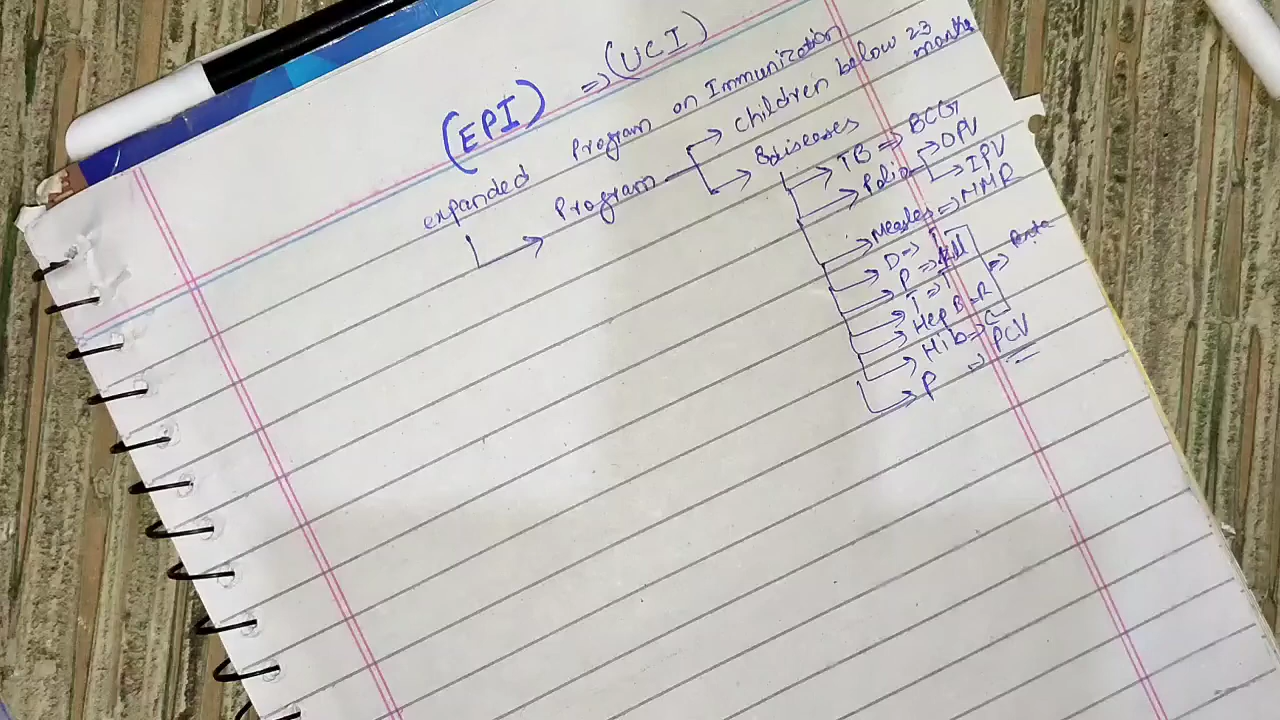 (EPI) => (UCI)
expanded Program on Immunization
Program
children below 23 months
8 diseases
TB => BCG
Polio OPV
IPV
Measles => MMR
D =>
P =>
T => T
Hep B
Hib =>
P => PCV